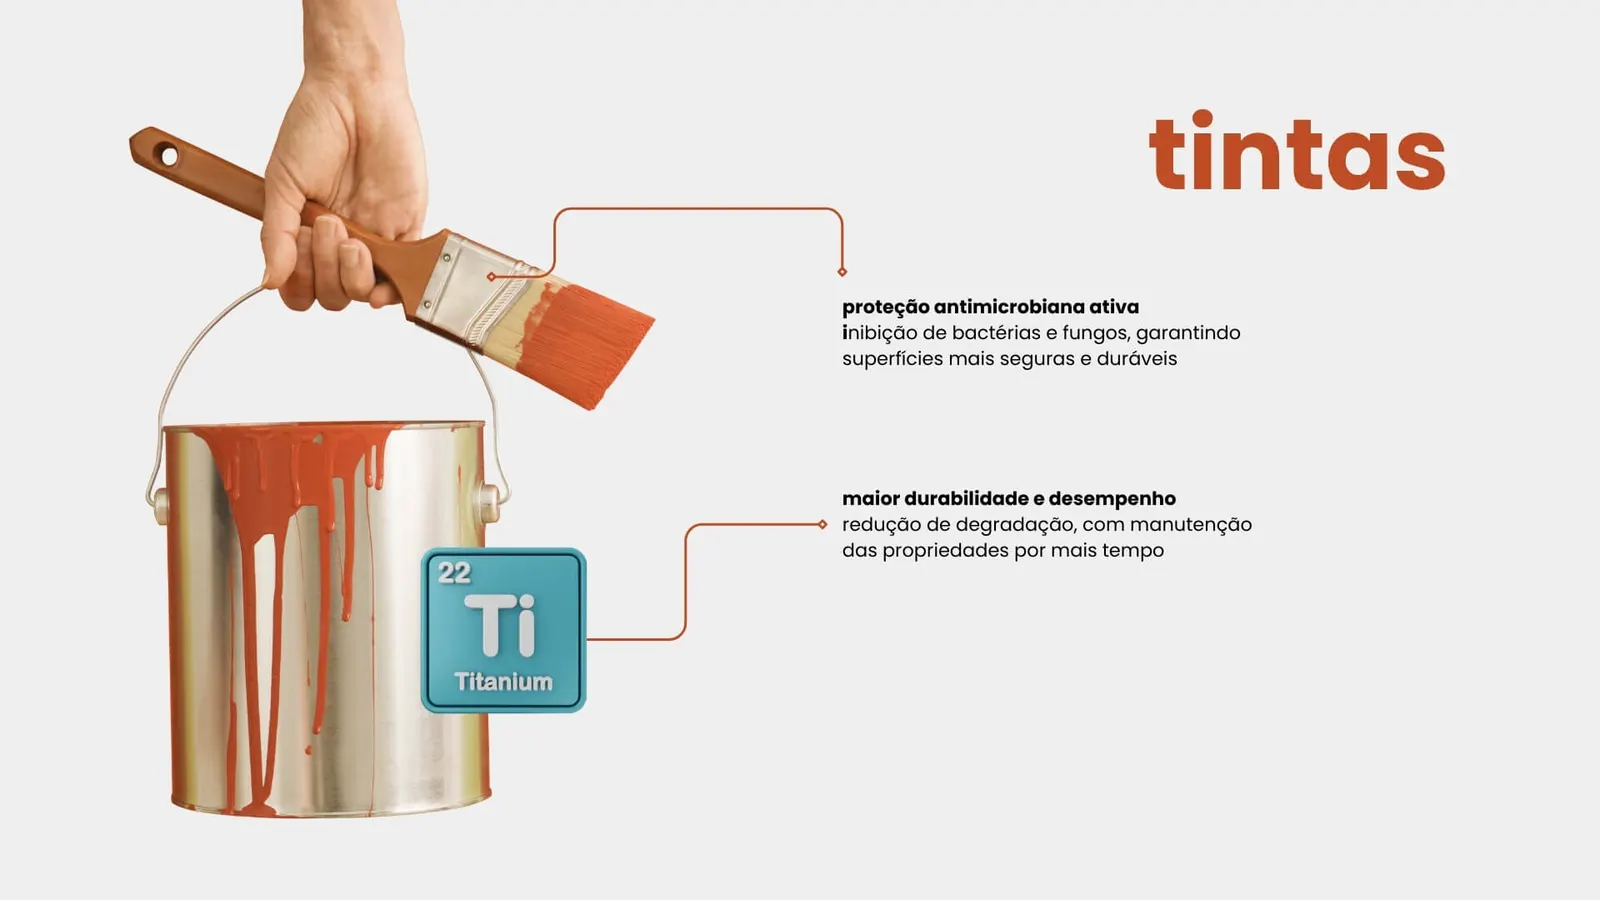 tintas
proteção antimicrobiana ativa
inibição de bactérias e fungos, garantindo
superfícies mais seguras e duráveis
maior durabilidade e desempenho
redução de degradação, com manutenção
das propriedades por mais tempo
22
Ti
Titanium